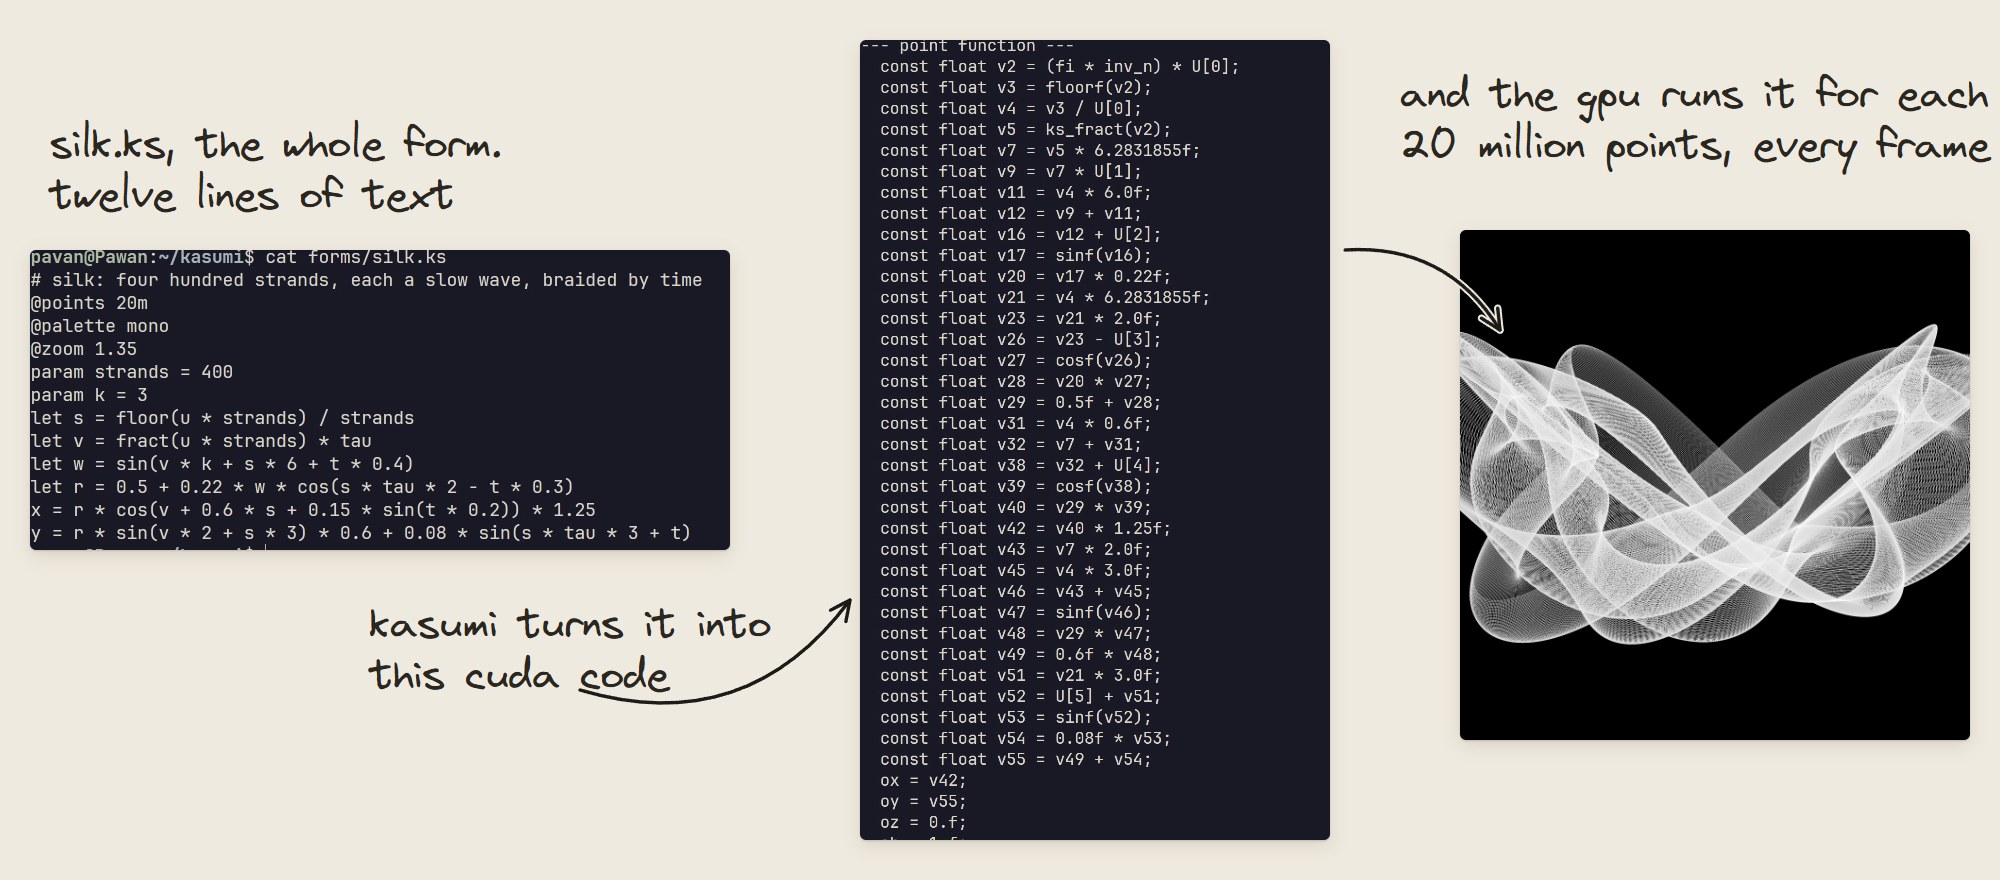 silk.ks, the whole form.
twelve lines of text
pavan@Pawan:~/kasumi$ cat forms/silk.ks
# silk: four hundred strands, each a slow wave, braided by time
@points 20m
@palette mono
@zoom 1.35
param strands = 400
param k = 3
let s = floor(u * strands) / strands
let v = fract(u * strands) * tau
let w = sin(v * k + s * 6 + t * 0.4)
let r = 0.5 + 0.22 * w * cos(s * tau * 2 - t * 0.3)
x = r * cos(v + 0.6 * s + 0.15 * sin(t * 0.2)) * 1.25
y = r * sin(v * 2 + s * 3) * 0.6 + 0.08 * sin(s * tau * 3 + t)
kasumi turns it into
this cuda code
--- point function ---
const float v2 = (fi * inv_n) * U[0];
const float v3 = floorf(v2);
const float v4 = v3 / U[0];
const float v5 = ks_fract(v2);
const float v7 = v5 * 6.2831855f;
const float v9 = v7 * U[1];
const float v11 = v4 * 6.0f;
const float v12 = v9 + v11;
const float v16 = v12 + U[2];
const float v17 = sinf(v16);
const float v20 = v17 * 0.22f;
const float v21 = v4 * 6.2831855f;
const float v23 = v21 * 2.0f;
const float v26 = v23 - U[3];
const float v27 = cosf(v26);
const float v28 = v20 * v27;
const float v29 = 0.5f + v28;
const float v31 = v4 * 0.6f;
const float v32 = v7 + v31;
const float v38 = v32 + U[4];
const float v39 = cosf(v38);
const float v40 = v29 * v39;
const float v42 = v40 * 1.25f;
const float v43 = v7 * 2.0f;
const float v45 = v4 * 3.0f;
const float v46 = v43 + v45;
const float v47 = sinf(v46);
const float v48 = v29 * v47;
const float v49 = 0.6f * v48;
const float v51 = v21 * 3.0f;
const float v52 = U[5] + v51;
const float v53 = sinf(v52);
const float v54 = 0.08f * v53;
const float v55 = v49 + v54;
ox = v42;
oy = v55;
oz = 0.f;
and the gpu runs it for each
20 million points, every frame